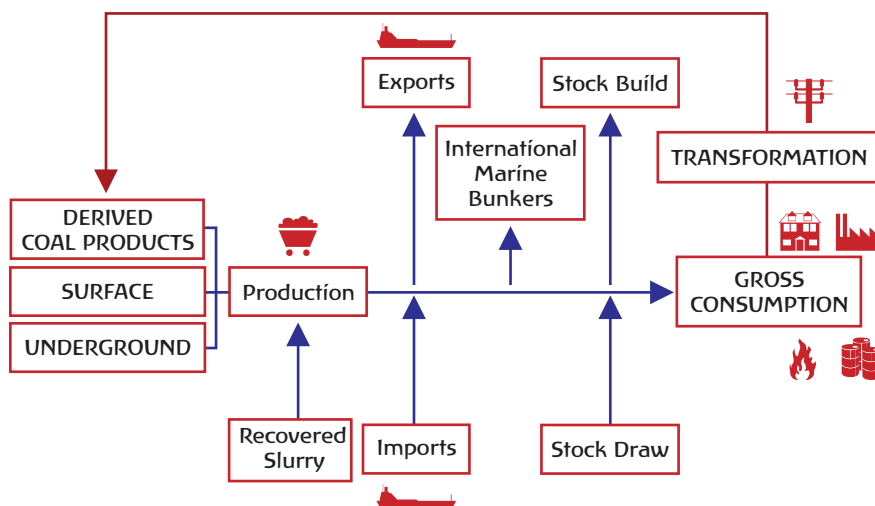 Exports
Stock Build
International
Marine
Bunkers
TRANSFORMATION
DERIVED
COAL PRODUCTS
SURFACE
Production
GROSS
CONSUMPTION
UNDERGROUND
Recovered
Slurry
Imports
Stock Draw